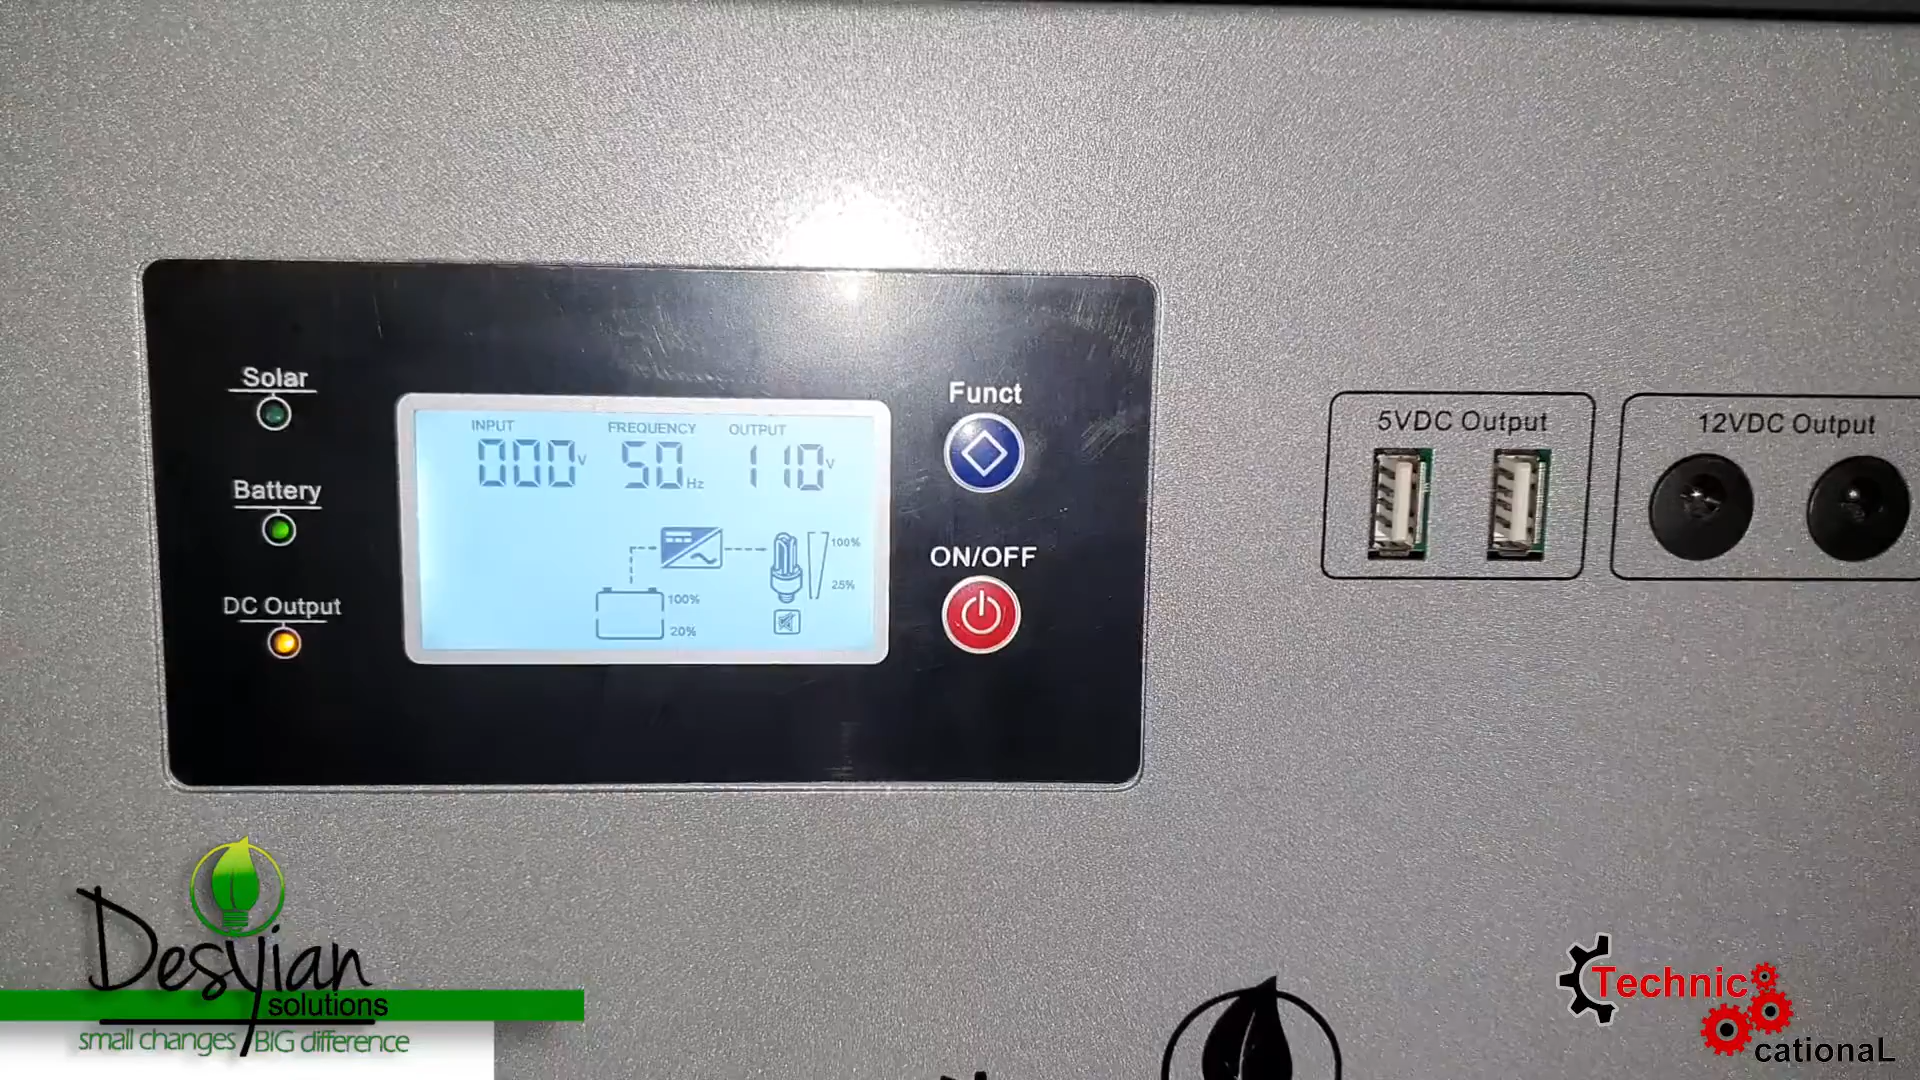 Solar
Battery
DC Output
INPUT
000V
FREQUENCY
50Hz
OUTPUT
110V
100%
25%
100%
20%
Funct
ON/OFF
5VDC Output
12VDC Output
Desyian
solutions
small changes BIG difference
Technic
cationaL